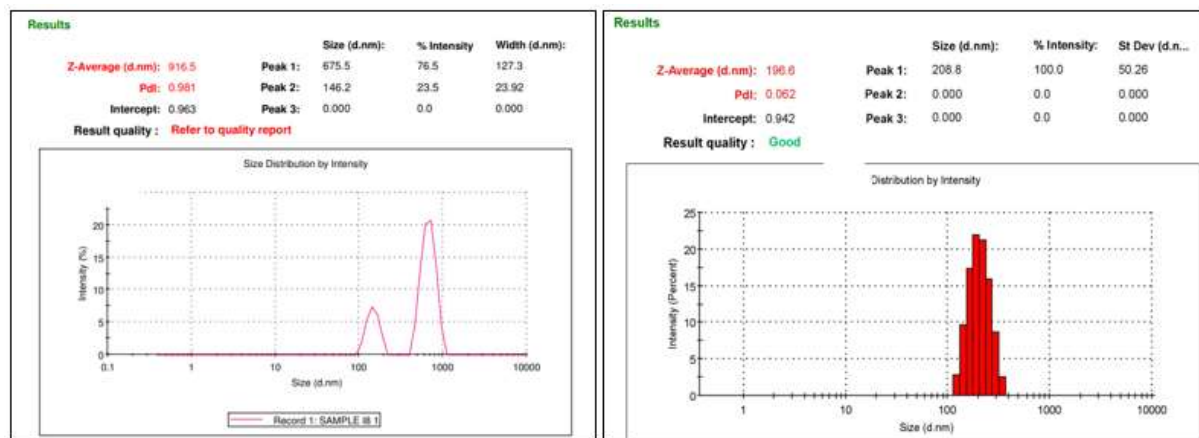 Results
Size (d.nm): % Intensity Width (d.nm):
Z-Average (d.nm): 916.5 Peak 1: 675.5 76.5 127.3
PdI: 0.981 Peak 2: 146.2 23.5 23.92
Intercept: 0.963 Peak 3: 0.000 0.0 0.000
Result quality : Refer to quality report
Size Distribution by Intensity
Intensity (%)
20
15
10
5
0
0.1 1 10 100 1000 10000
Size (d.nm)
Record 1: SAMPLE 1
Results
Size (d.nm): % Intensity: St Dev (d.n...
Z-Average (d.nm): 196.6 Peak 1: 208.8 100.0 50.26
PdI: 0.062 Peak 2: 0.000 0.0 0.000
Intercept: 0.942 Peak 3: 0.000 0.0 0.000
Result quality : Good
Distribution by Intensity
Intensity (Percent)
25
20
15
10
5
0
1 10 100 1000 10000
Size (d.nm)